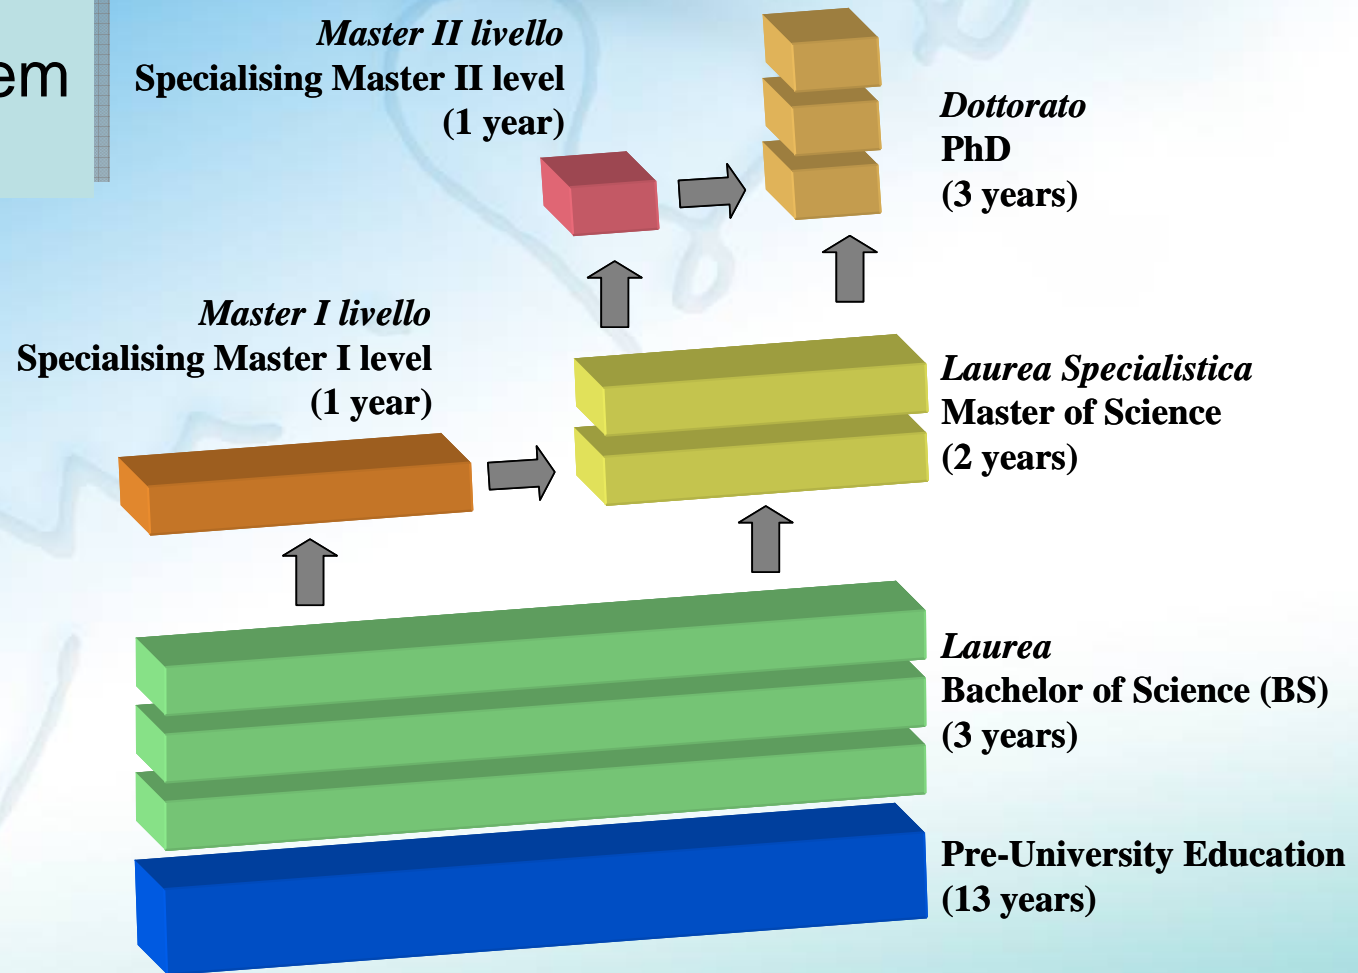 em
Master II livello
Specialising Master II level
(1 year)
Dottorato
PhD
(3 years)
Master I livello
Specialising Master I level
(1 year)
Laurea Specialistica
Master of Science
(2 years)
Laurea
Bachelor of Science (BS)
(3 years)
Pre-University Education
(13 years)